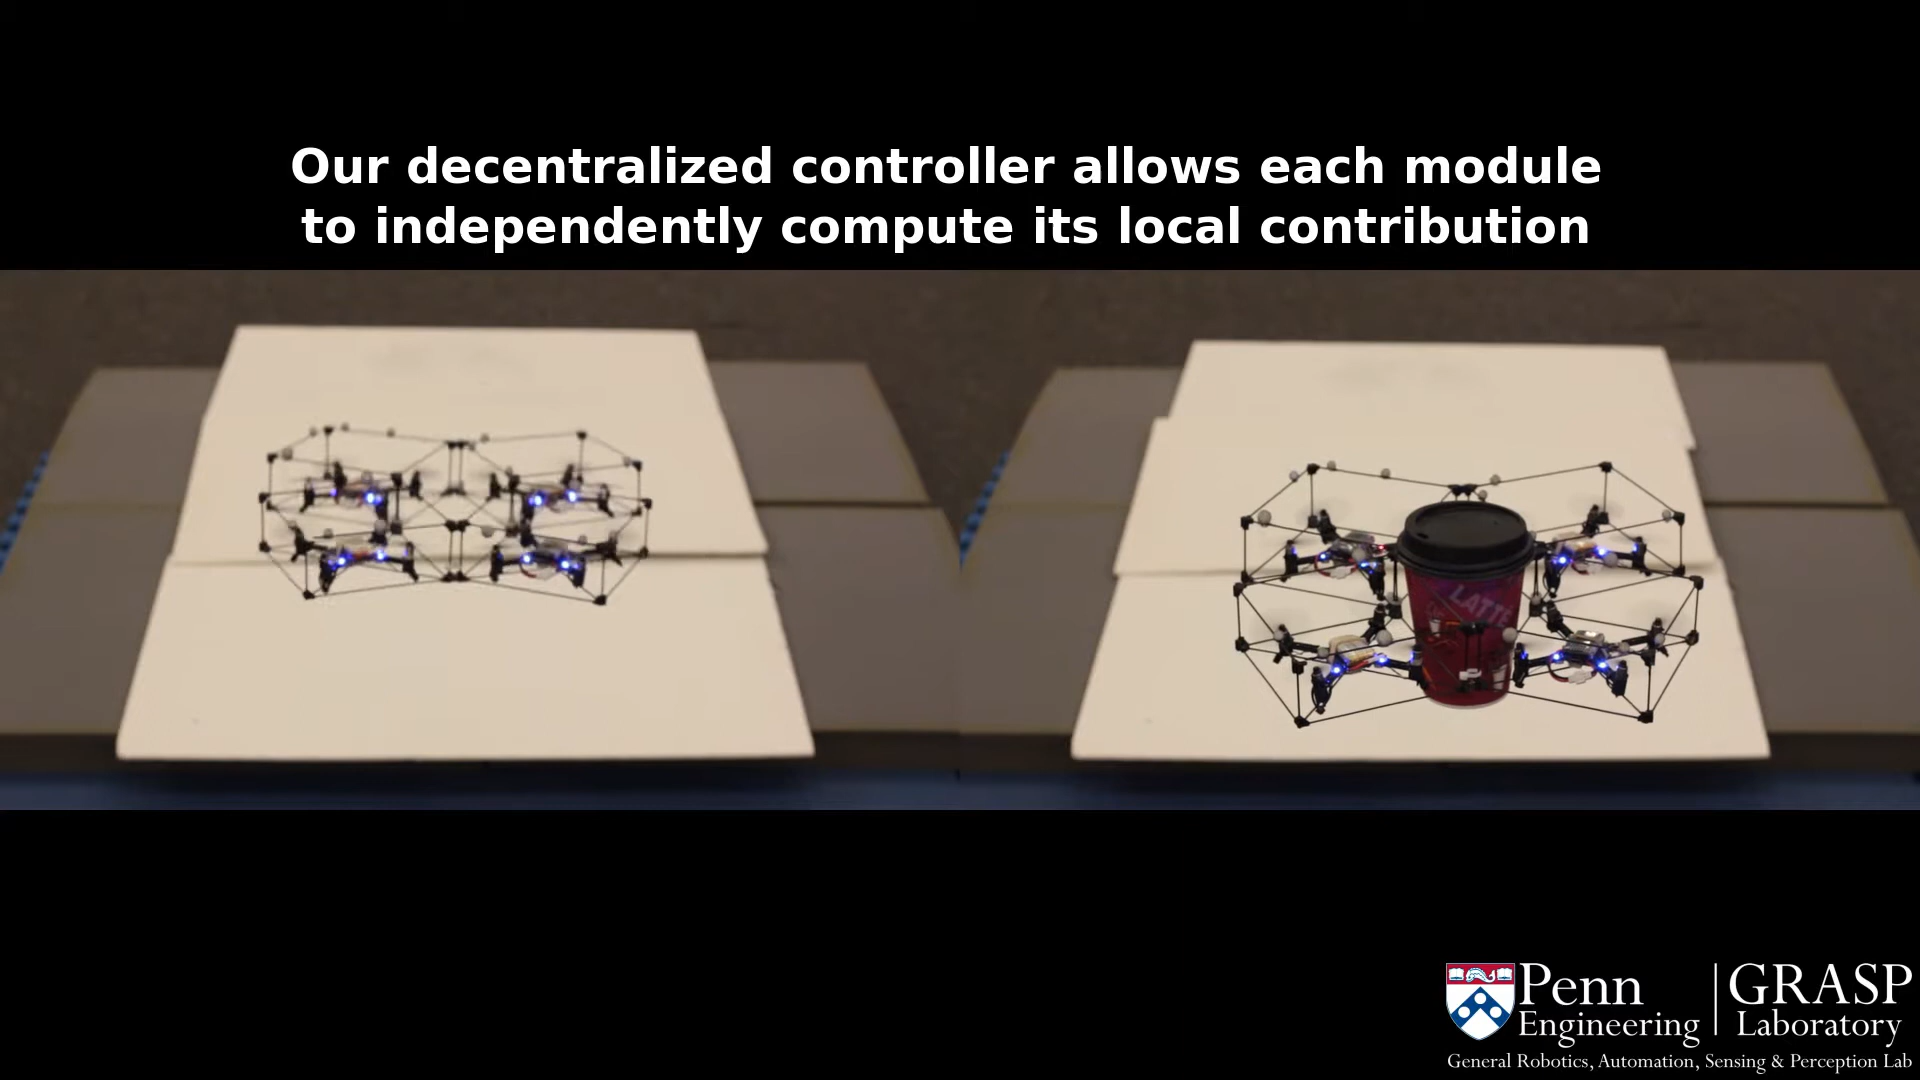 Our decentralized controller allows each module
to independently compute its local contribution
LATTE
Penn
Engineering
GRASP
Laboratory
General Robotics, Automation, Sensing & Perception Lab